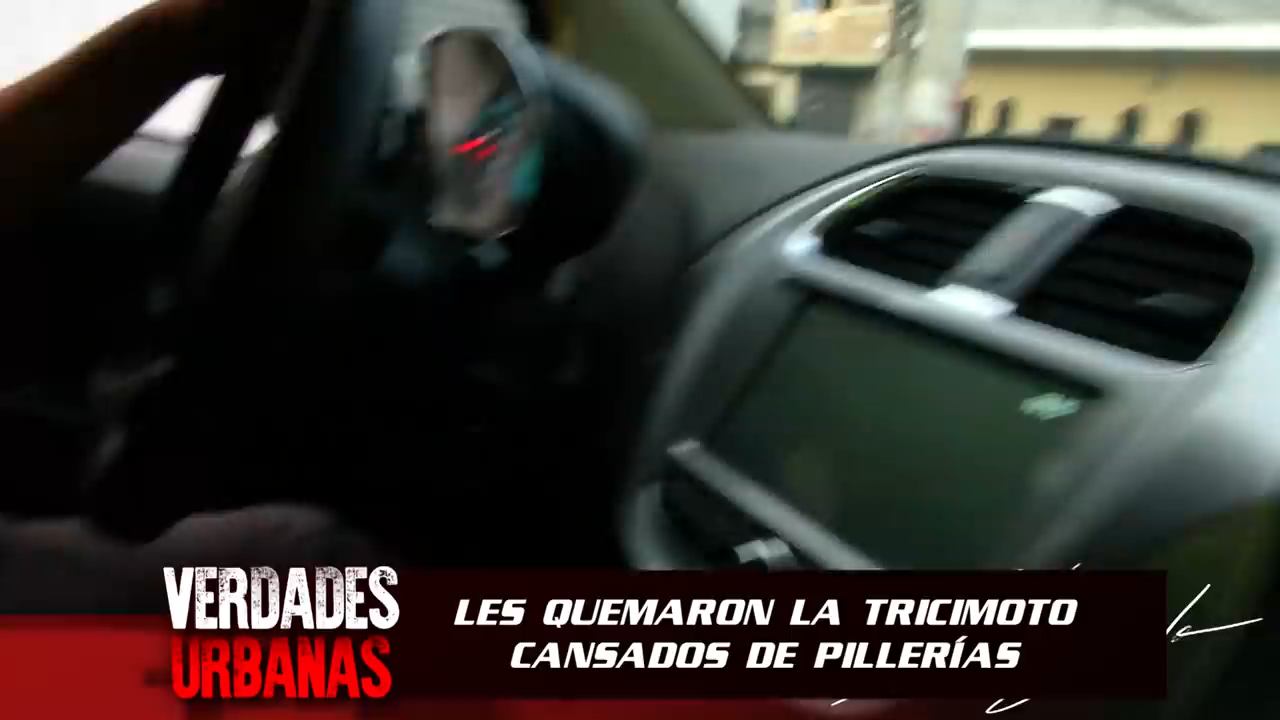 VERDADES
URBANAS
LES QUEMARON LA TRICIMOTO
CANSADOS DE PILLERÍAS